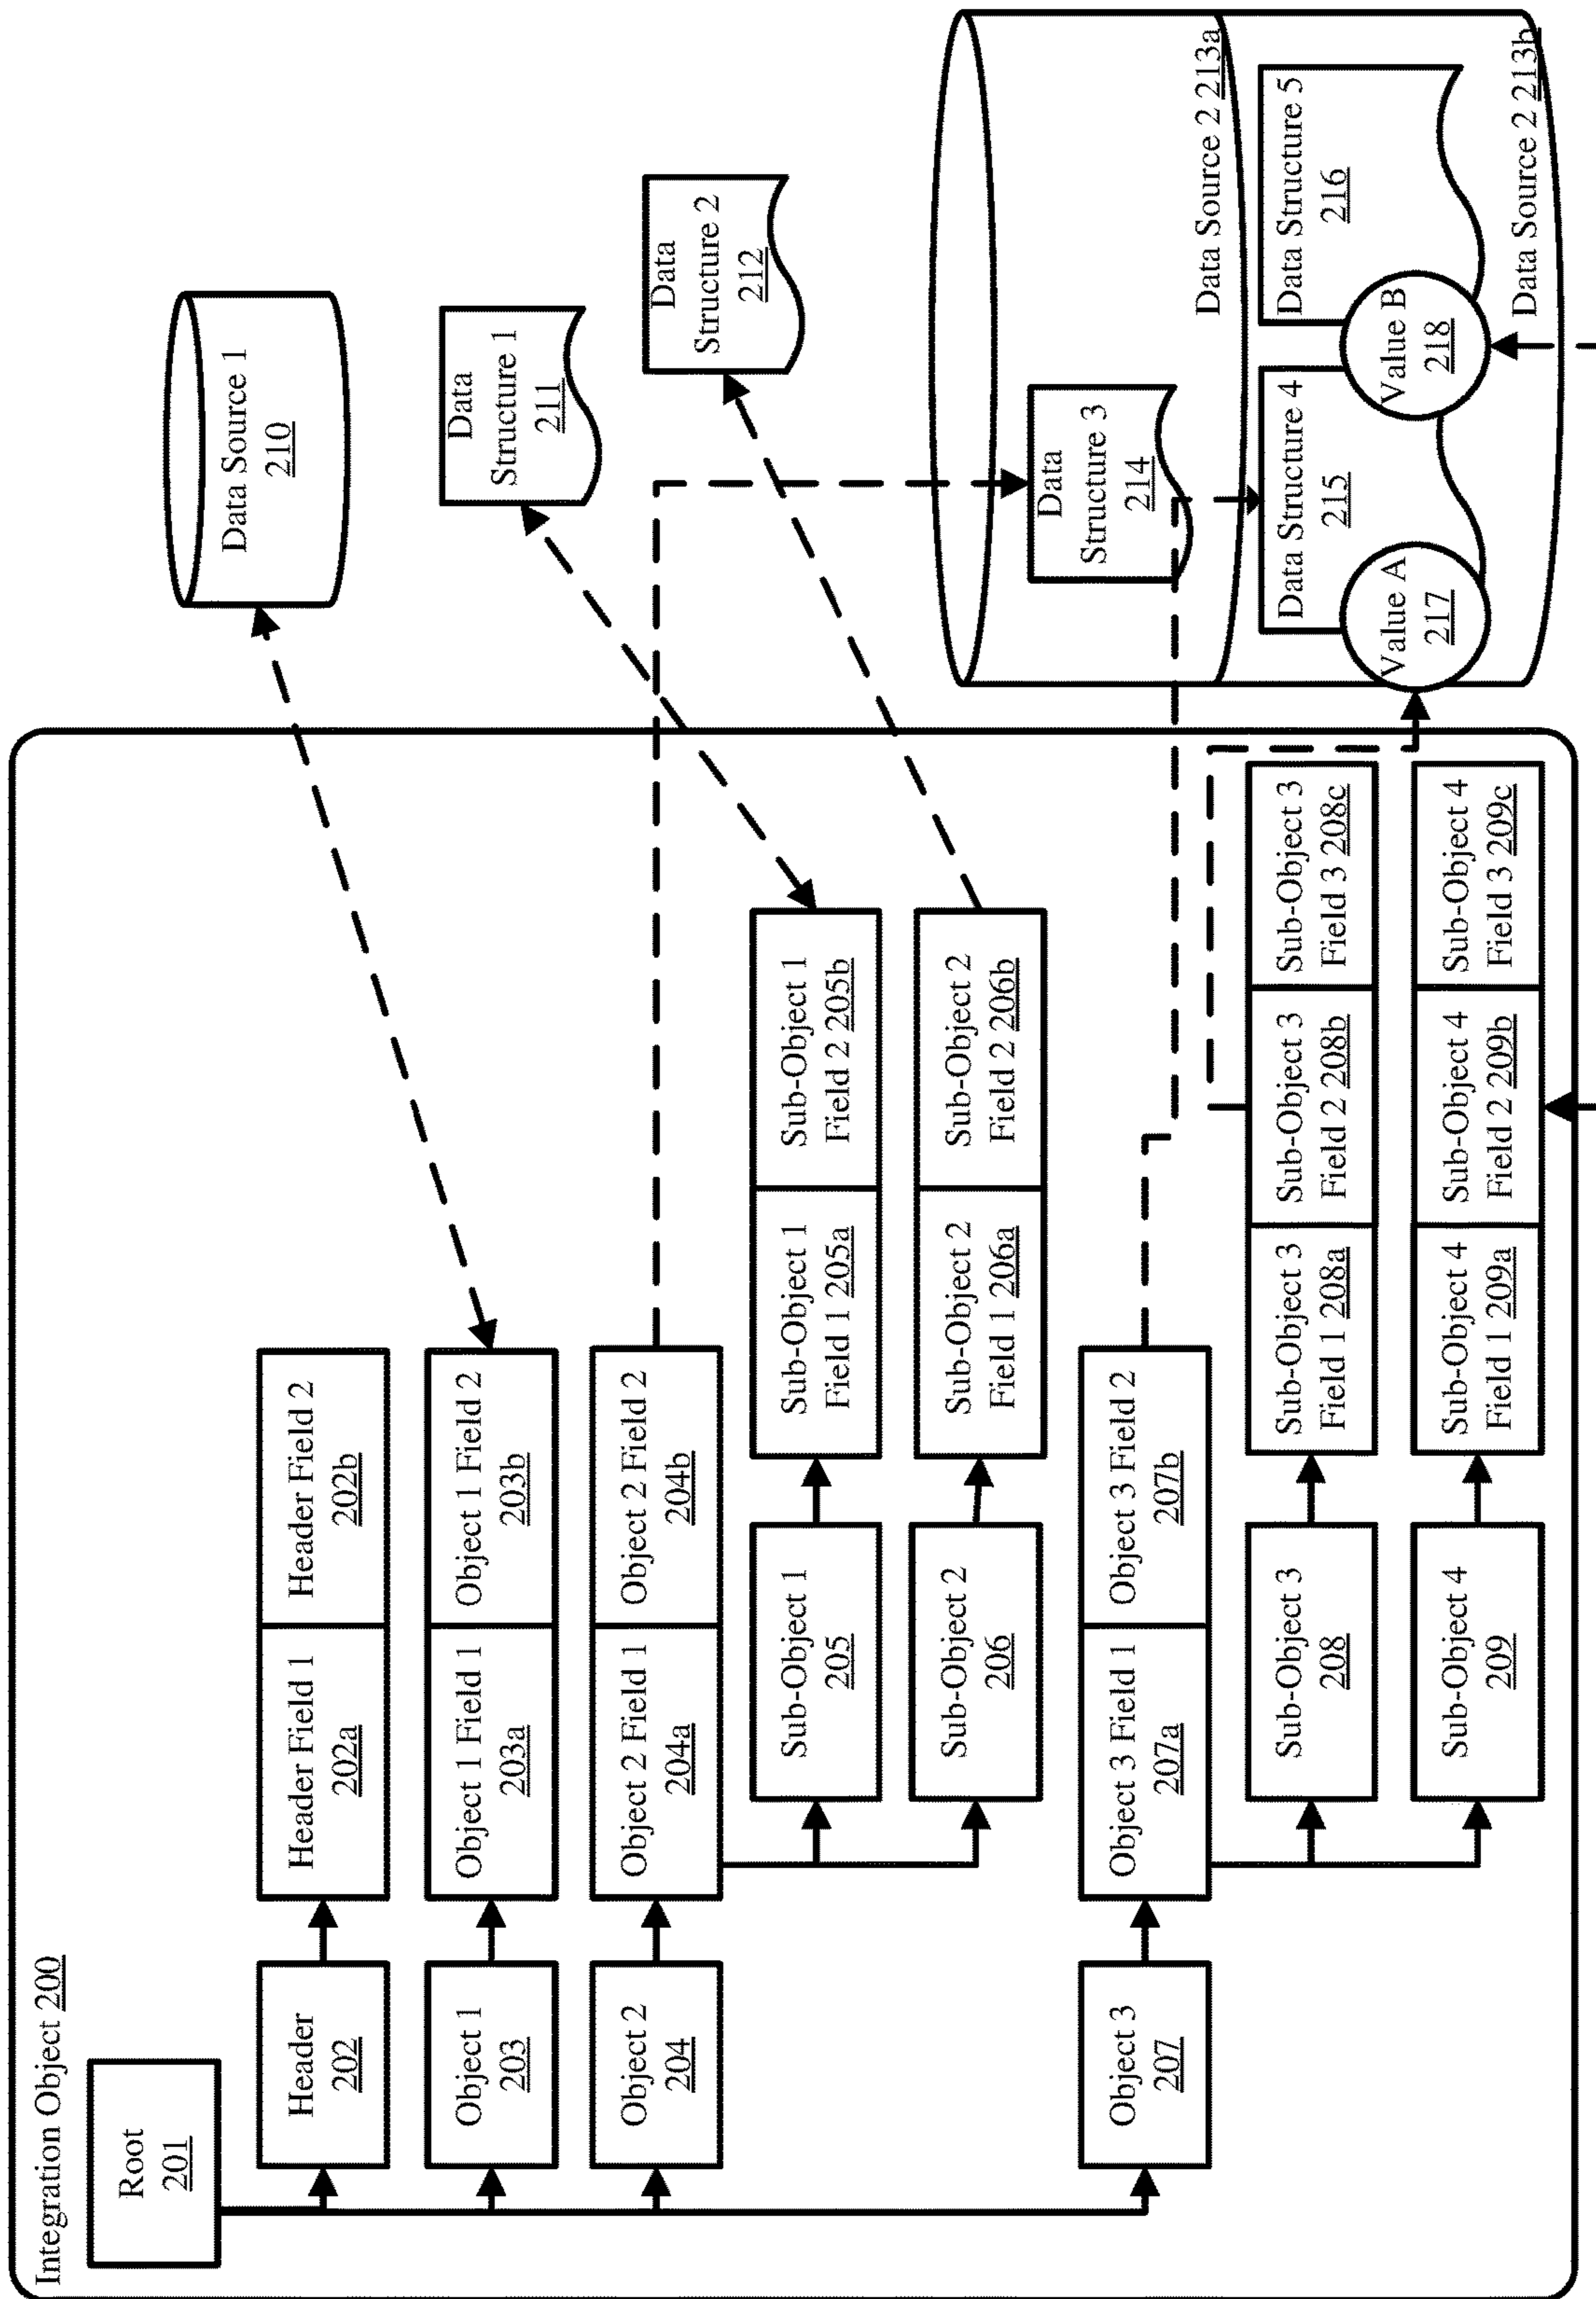 Integration Object 200
Root
201
Header
202
Header Field 1
202a
Header Field 2
202b
Object 1
203
Object 1 Field 1
203a
Object 1 Field 2
203b
Object 2
204
Object 2 Field 1
204a
Object 2 Field 2
204b
Sub-Object 1
205
Sub-Object 1
Field 1 205a
Sub-Object 1
Field 2 205b
Sub-Object 2
206
Sub-Object 2
Field 1 206a
Sub-Object 2
Field 2 206b
Object 3
207
Object 3 Field 1
207a
Object 3 Field 2
207b
Sub-Object 3
208
Sub-Object 3
Field 1 208a
Sub-Object 3
Field 2 208b
Sub-Object 3
Field 3 208c
Sub-Object 4
209
Sub-Object 4
Field 1 209a
Sub-Object 4
Field 2 209b
Sub-Object 4
Field 3 209c
Data Source 1
210
Data
Structure 1
211
Data
Structure 2
212
Data
Structure 3
214
Data Source 2 213a
Data Structure 4
215
Data Structure 5
216
Value A
217
Value B
218
Data Source 2 213b